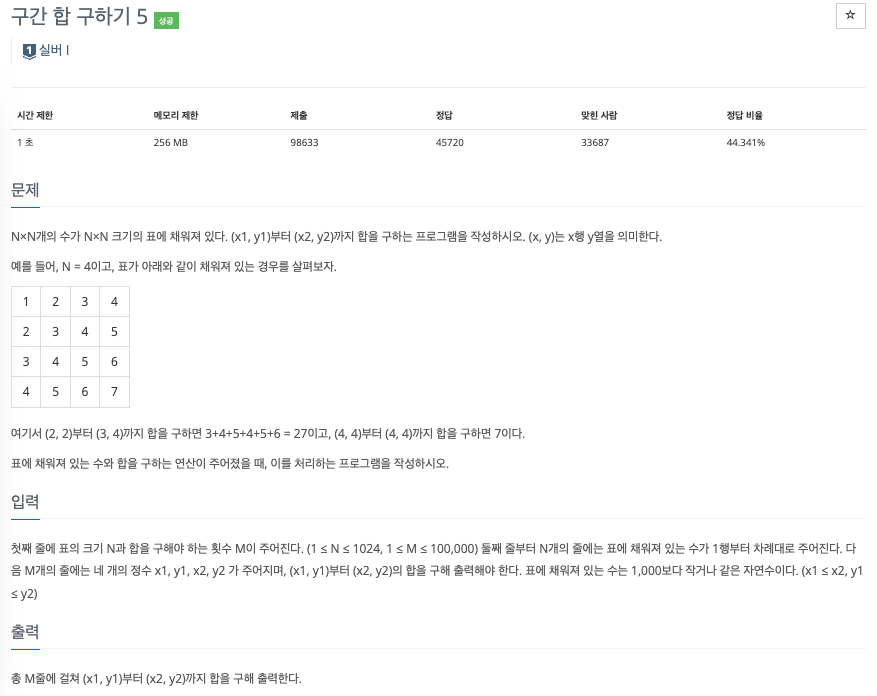 구간 합 구하기 5 성공
1 실버 I
시간 제한 메모리 제한 제출 정답 맞힌 사람 정답 비율
1 초 256 MB 98633 45720 33687 44.341%
문제
N×N개의 수가 N×N 크기의 표에 채워져 있다. (x1, y1)부터 (x2, y2)까지 합을 구하는 프로그램을 작성하시오. (x, y)는 x행 y열을 의미한다.
예를 들어, N = 4이고, 표가 아래와 같이 채워져 있는 경우를 살펴보자.
1 2 3 4
2 3 4 5
3 4 5 6
4 5 6 7
여기서 (2, 2)부터 (3, 4)까지 합을 구하면 3+4+5+4+5+6 = 27이고, (4, 4)부터 (4, 4)까지 합을 구하면 7이다.
표에 채워져 있는 수와 합을 구하는 연산이 주어졌을 때, 이를 처리하는 프로그램을 작성하시오.
입력
첫째 줄에 표의 크기 N과 합을 구해야 하는 횟수 M이 주어진다. (1 ≤ N ≤ 1024, 1 ≤ M ≤ 100,000) 둘째 줄부터 N개의 줄에는 표에 채워져 있는 수가 1행부터 차례대로 주어진다. 다
음 M개의 줄에는 네 개의 정수 x1, y1, x2, y2 가 주어지며, (x1, y1)부터 (x2, y2)의 합을 구해 출력해야 한다. 표에 채워져 있는 수는 1,000보다 작거나 같은 자연수이다. (x1 ≤ x2, y1
≤ y2)
출력
총 M줄에 걸쳐 (x1, y1)부터 (x2, y2)까지 합을 구해 출력한다.